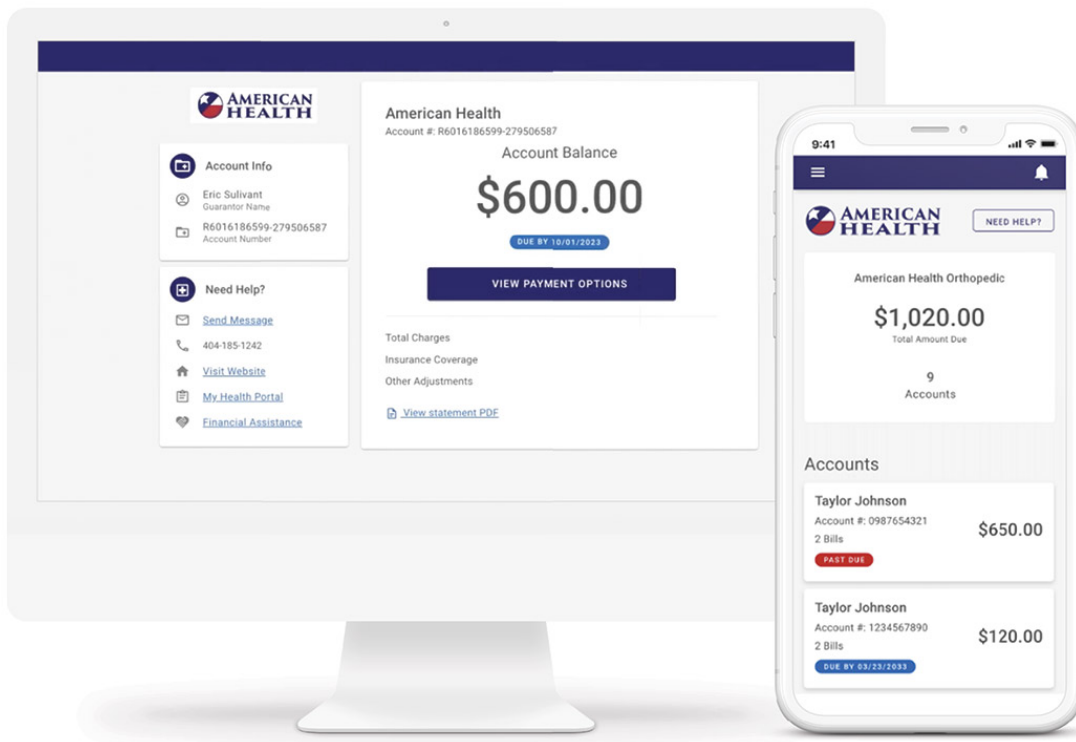 AMERICAN
HEALTH
Account Info
Eric Sulivant
Guarantor Name
R6016186599-279506587
Account Number
Need Help?
Send Message
404-185-1242
Visit Website
My Health Portal
Financial Assistance
American Health
Account #: R6016186599-279506587
Account Balance
$600.00
DUE BY 10/01/2023
VIEW PAYMENT OPTIONS
Total Charges
Insurance Coverage
Other Adjustments
View statement PDF
9:41
AMERICAN
HEALTH
NEED HELP?
American Health Orthopedic
$1,020.00
Total Amount Due
9
Accounts
Accounts
Taylor Johnson
Account #: 0987654321
2 Bills
$650.00
PAST DUE
Taylor Johnson
Account #: 1234567890
2 Bills
$120.00
DUE BY 03/23/2033